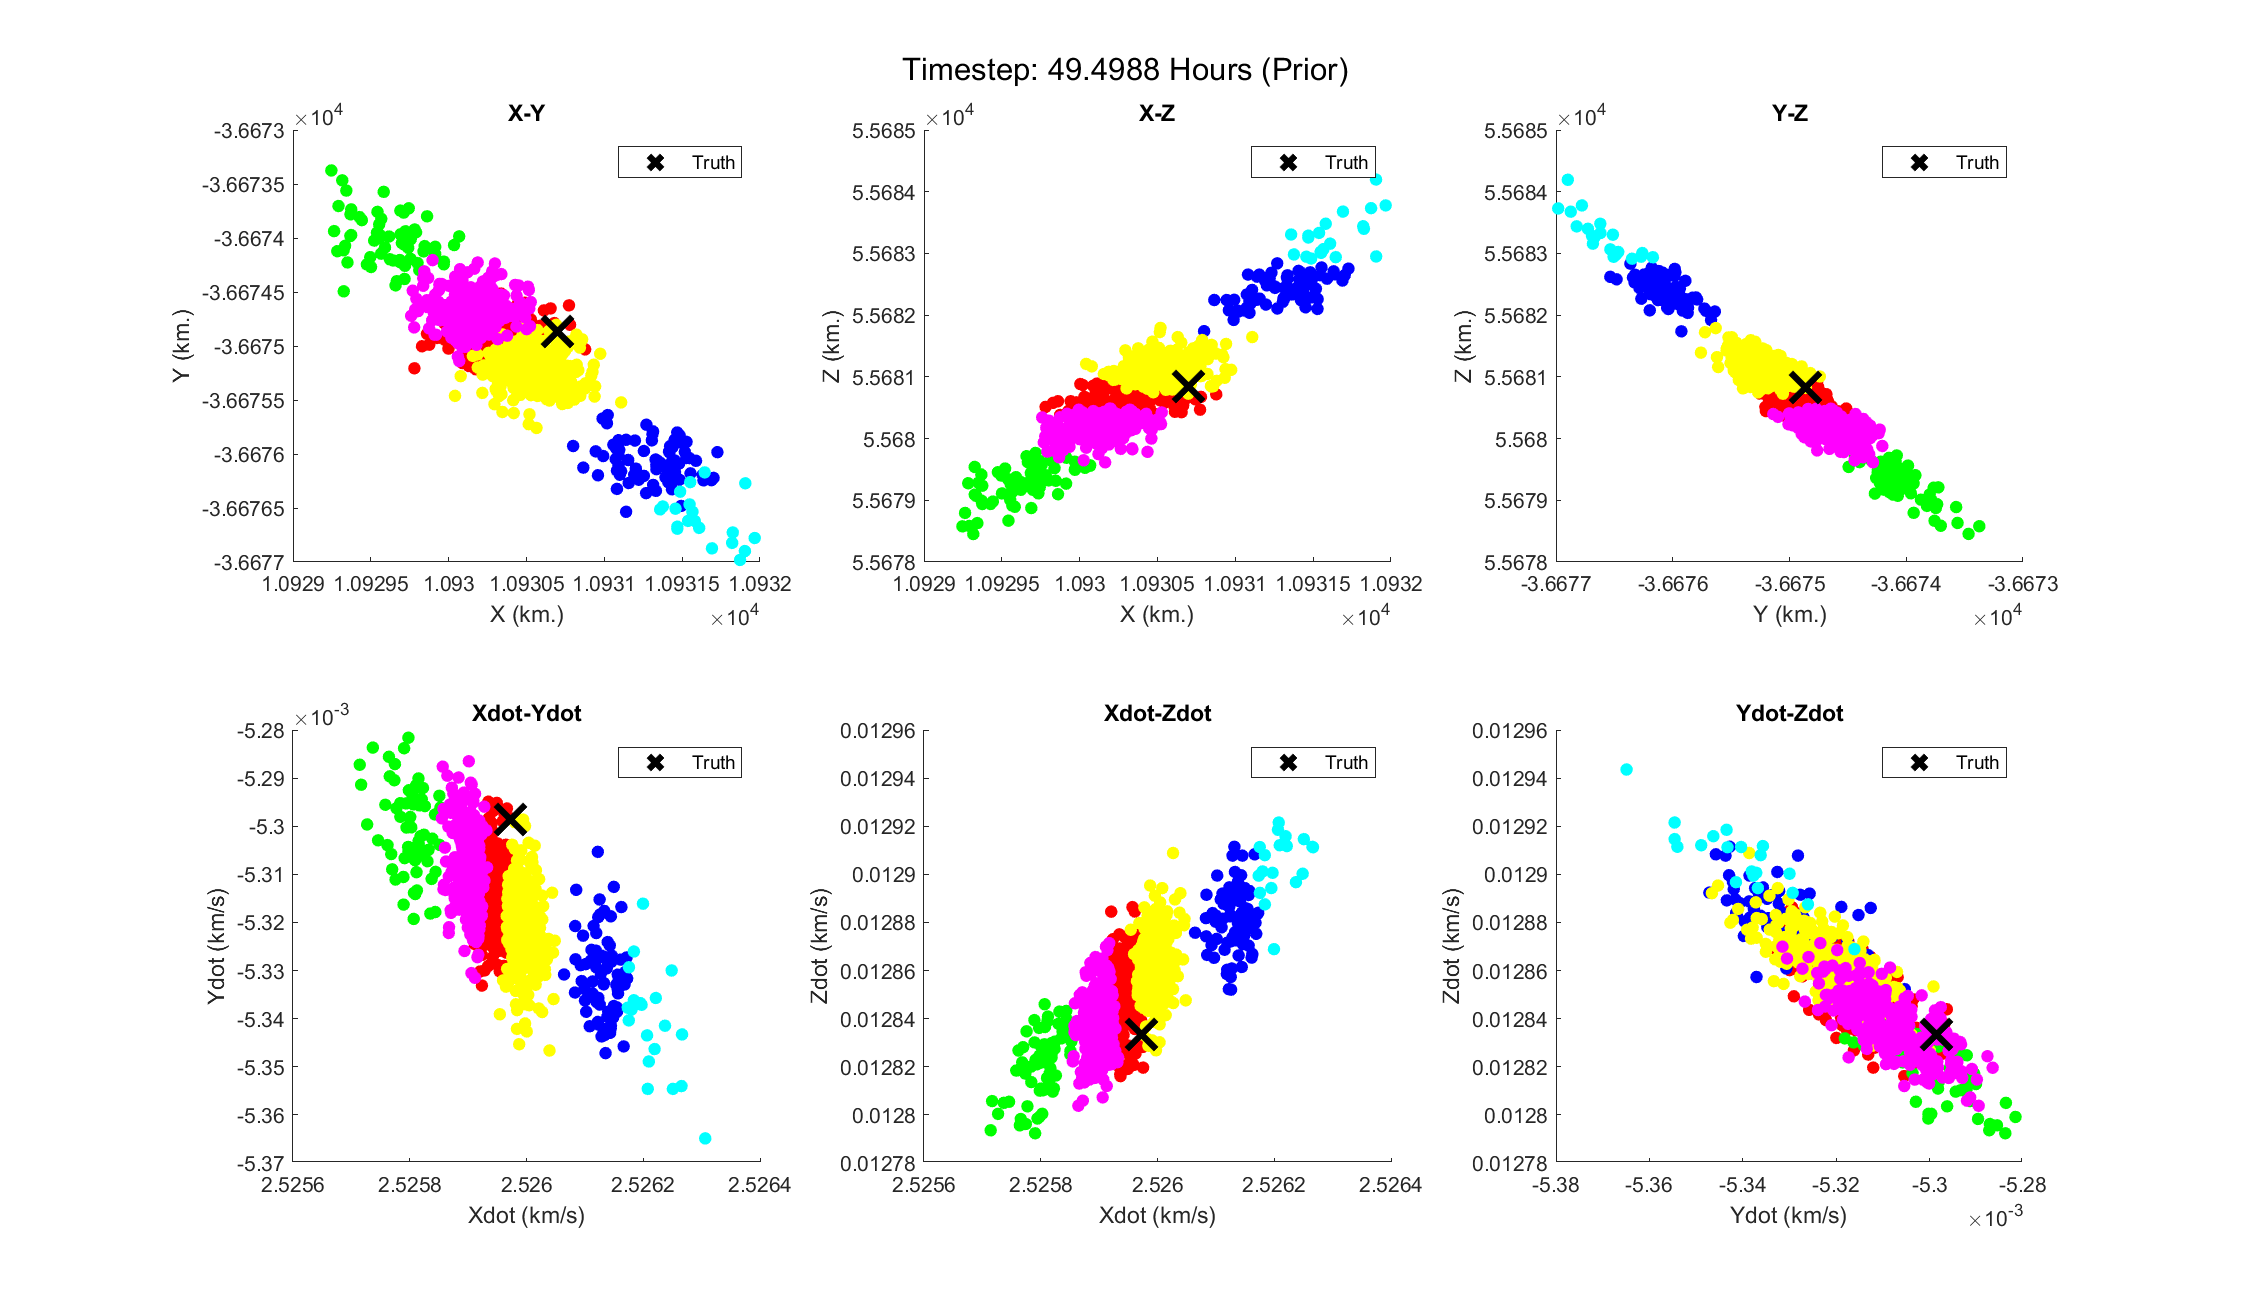 Timestep: 49.4988 Hours (Prior)
X-Y
×10^4
-3.6673
-3.66735
-3.6674
-3.66745
-3.6675
-3.66755
-3.6676
-3.66765
-3.6677
Y (km.)
Truth
1.0929 1.09295 1.093 1.09305 1.0931 1.09315 1.0932
X (km.)
×10^4
X-Z
×10^4
5.5685
5.5684
5.5683
5.5682
5.5681
5.568
5.5679
5.5678
Z (km.)
Truth
1.0929 1.09295 1.093 1.09305 1.0931 1.09315 1.0932
X (km.)
×10^4
Y-Z
×10^4
5.5685
5.5684
5.5683
5.5682
5.5681
5.568
5.5679
5.5678
Z (km.)
Truth
-3.6677 -3.6676 -3.6675 -3.6674 -3.6673
Y (km.)
×10^4
Xdot-Ydot
×10^-3
-5.28
-5.29
-5.3
-5.31
-5.32
-5.33
-5.34
-5.35
-5.36
-5.37
Ydot (km/s)
Truth
2.5256 2.5258 2.526 2.5262 2.5264
Xdot (km/s)
Xdot-Zdot
0.01296
0.01294
0.01292
0.0129
0.01288
0.01286
0.01284
0.01282
0.0128
0.01278
Zdot (km/s)
Truth
2.5256 2.5258 2.526 2.5262 2.5264
Xdot (km/s)
Ydot-Zdot
0.01296
0.01294
0.01292
0.0129
0.01288
0.01286
0.01284
0.01282
0.0128
0.01278
Zdot (km/s)
Truth
-5.38 -5.36 -5.34 -5.32 -5.3 -5.28
Ydot (km/s)
×10^-3